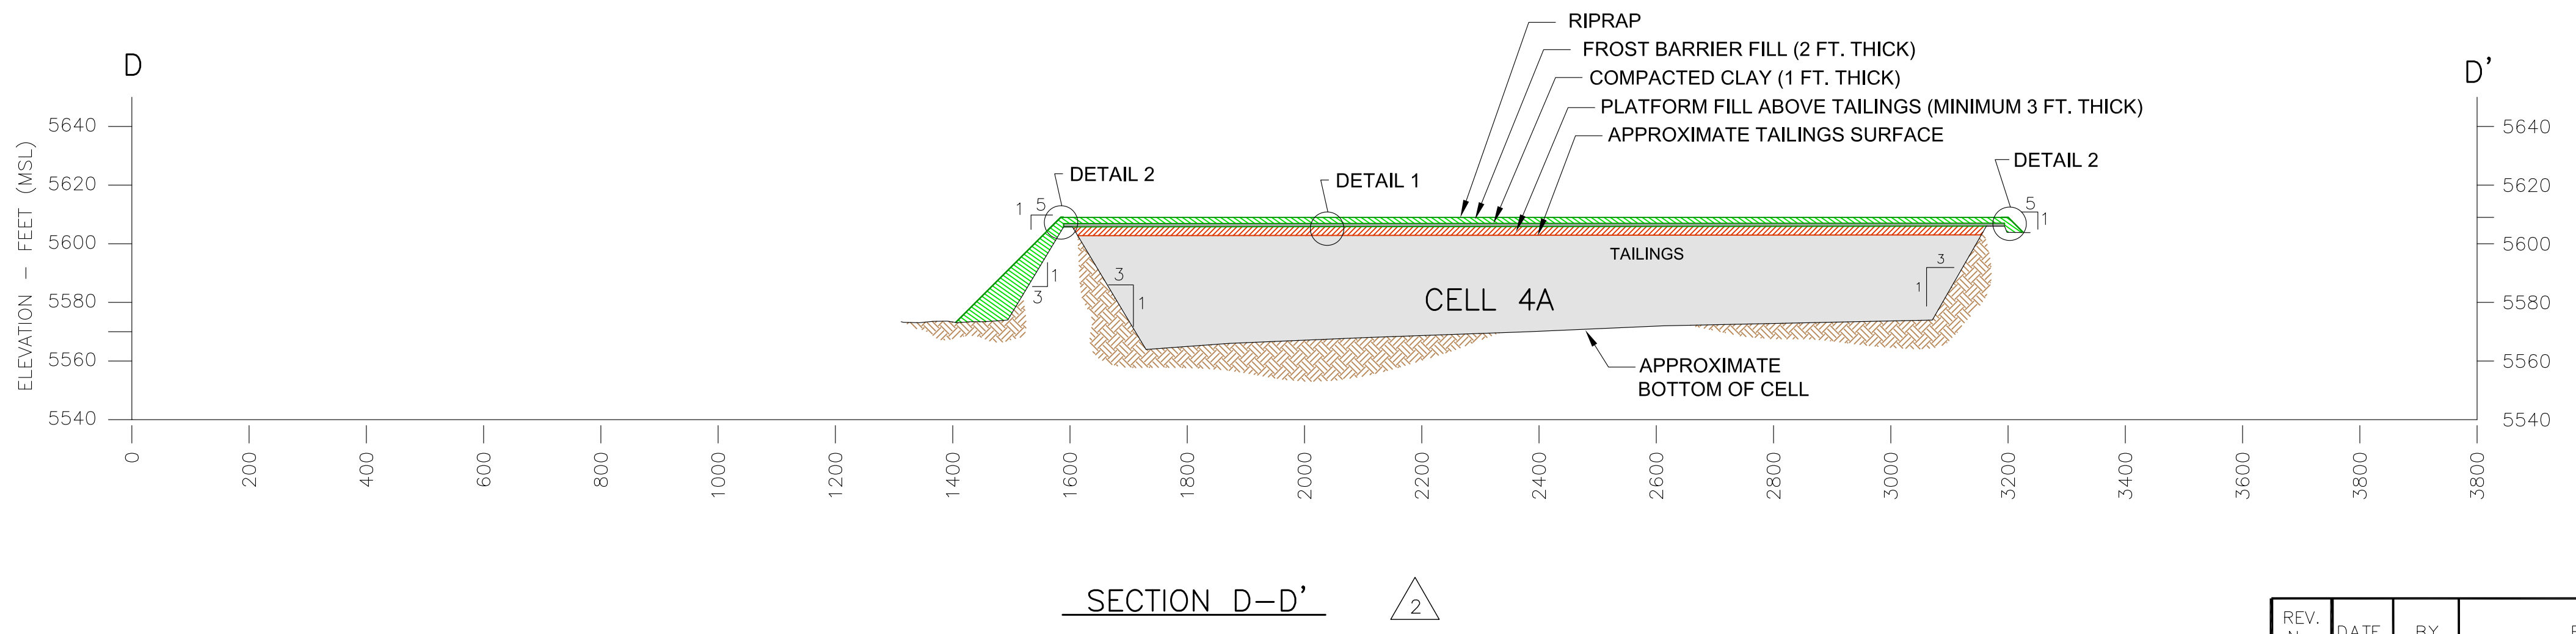 RIPRAP
FROST BARRIER FILL (2 FT. THICK)
COMPACTED CLAY (1 FT. THICK)
PLATFORM FILL ABOVE TAILINGS (MINIMUM 3 FT. THICK)
APPROXIMATE TAILINGS SURFACE
D
D'
ELEVATION - FEET (MSL)
5640
5620
5600
5580
5560
5540
DETAIL 2
DETAIL 1
DETAIL 2
1 5
5
1
1
3
3
1
3
1
TAILINGS
CELL 4A
APPROXIMATE
BOTTOM OF CELL
5640
5620
5600
5580
5560
5540
0 200 400 600 800 1000 1200 1400 1600 1800 2000 2200 2400 2600 2800 3000 3200 3400 3600 3800 3800
SECTION D-D'
2
REV.
DATE
BY